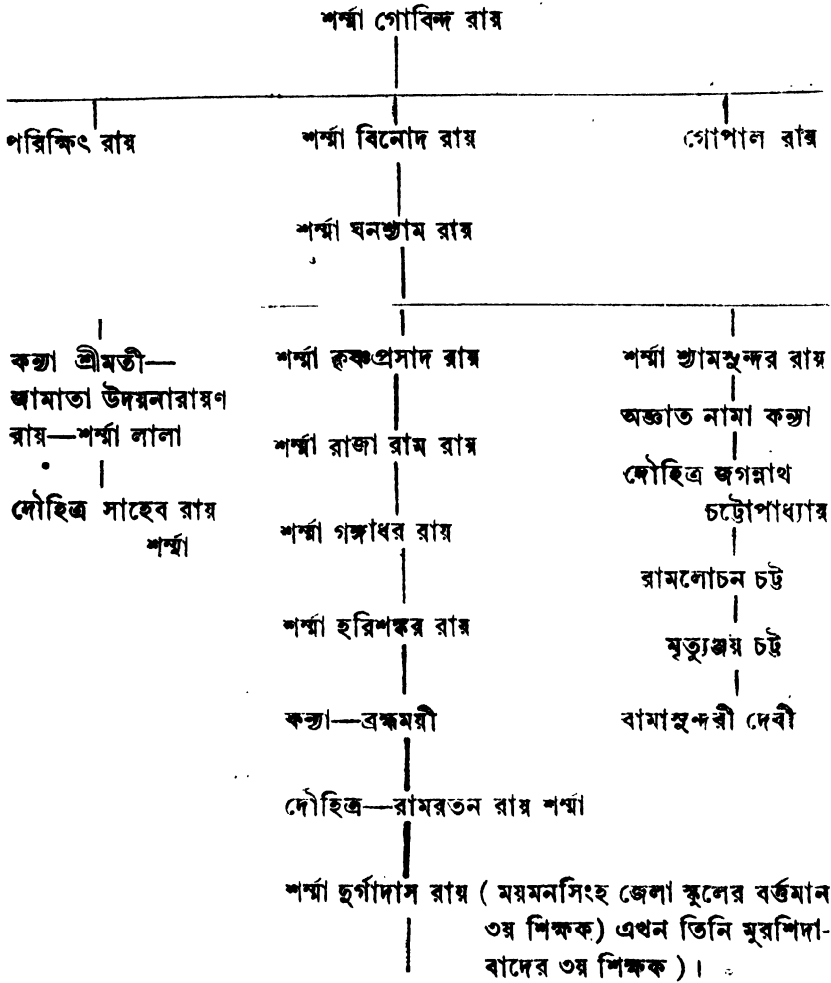 শর্ম্মা গোবিন্দ রায়
পরিক্ষিৎ রায় শর্ম্মা বিনোদ রায় গোপাল রায়
শর্ম্মা ঘনশ্যাম রায়
কন্যা শ্রীমতী— শর্ম্মা কৃষ্ণপ্রসাদ রায় শর্ম্মা শ্যামসুন্দর রায়
জামাতা উদয়নারায়ণ
রায়—শর্ম্মা লালা
অজ্ঞাত নামা কন্যা
শর্ম্মা রাজা রাম রায়
দৌহিত্র জগন্নাথ
চট্টোপাধ্যায়
দৌহিত্র সাহেব রায়
শর্ম্মা
শর্ম্মা গঙ্গাধর রায়
রামলোচন চট্ট
শর্ম্মা হরিশঙ্কর রায়
মৃত্যুঞ্জয় চট্ট
কন্যা—ব্রহ্মময়ী বামাসুন্দরী দেবী
দৌহিত্র—রামরতন রায় শর্ম্মা
শর্ম্মা দুর্গাদাস রায় ( ময়মনসিংহ জেলা স্কুলের বর্ত্তমান
৩য় শিক্ষক) এখন তিনি মুরশিদা-
বাদের ৩য় শিক্ষক ) ।